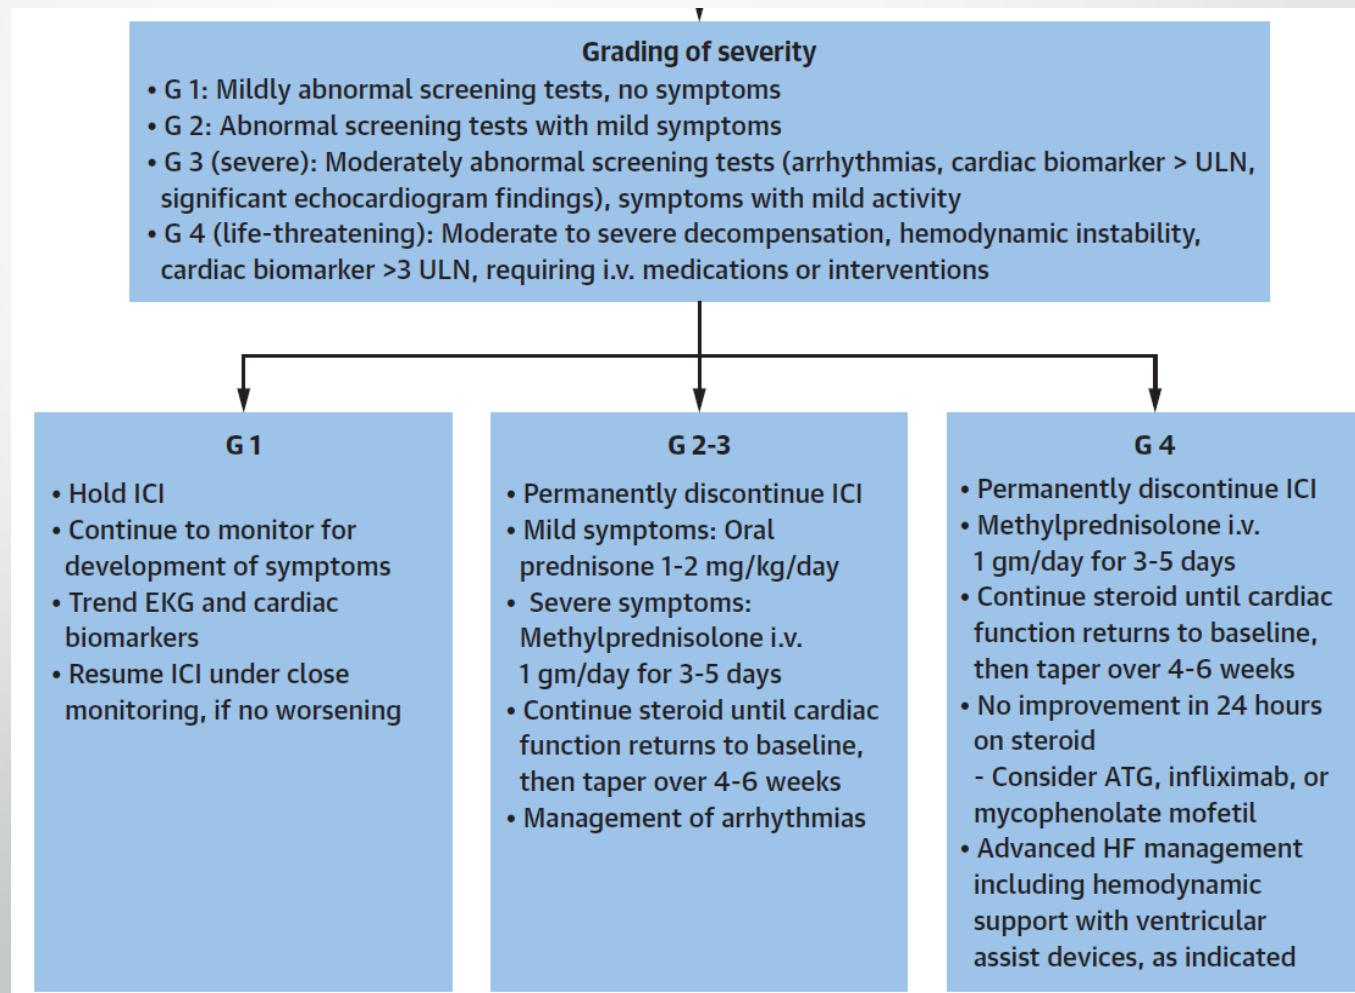 Grading of severity
• G 1: Mildly abnormal screening tests, no symptoms
• G 2: Abnormal screening tests with mild symptoms
• G 3 (severe): Moderately abnormal screening tests (arrhythmias, cardiac biomarker > ULN,
significant echocardiogram findings), symptoms with mild activity
• G 4 (life-threatening): Moderate to severe decompensation, hemodynamic instability,
cardiac biomarker >3 ULN, requiring i.v. medications or interventions
G 1
• Hold ICI
• Continue to monitor for
development of symptoms
• Trend EKG and cardiac
biomarkers
• Resume ICI under close
monitoring, if no worsening
G 2-3
• Permanently discontinue ICI
• Mild symptoms: Oral
prednisone 1-2 mg/kg/day
• Severe symptoms:
Methylprednisolone i.v.
1 gm/day for 3-5 days
• Continue steroid until cardiac
function returns to baseline,
then taper over 4-6 weeks
• Management of arrhythmias
G 4
• Permanently discontinue ICI
• Methylprednisolone i.v.
1 gm/day for 3-5 days
• Continue steroid until cardiac
function returns to baseline,
then taper over 4-6 weeks
• No improvement in 24 hours
on steroid
- Consider ATG, infliximab, or
mycophenolate mofetil
• Advanced HF management
including hemodynamic
support with ventricular
assist devices, as indicated